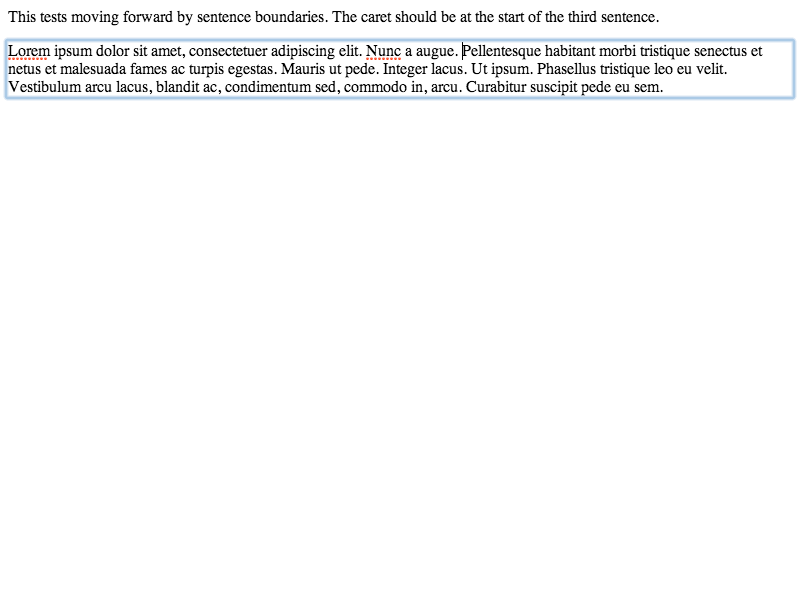 This tests moving forward by sentence boundaries. The caret should be at the start of the third sentence.
Lorem ipsum dolor sit amet, consectetuer adipiscing elit. Nunc a augue. Pellentesque habitant morbi tristique senectus et
netus et malesuada fames ac turpis egestas. Mauris ut pede. Integer lacus. Ut ipsum. Phasellus tristique leo eu velit.
Vestibulum arcu lacus, blandit ac, condimentum sed, commodo in, arcu. Curabitur suscipit pede eu sem.